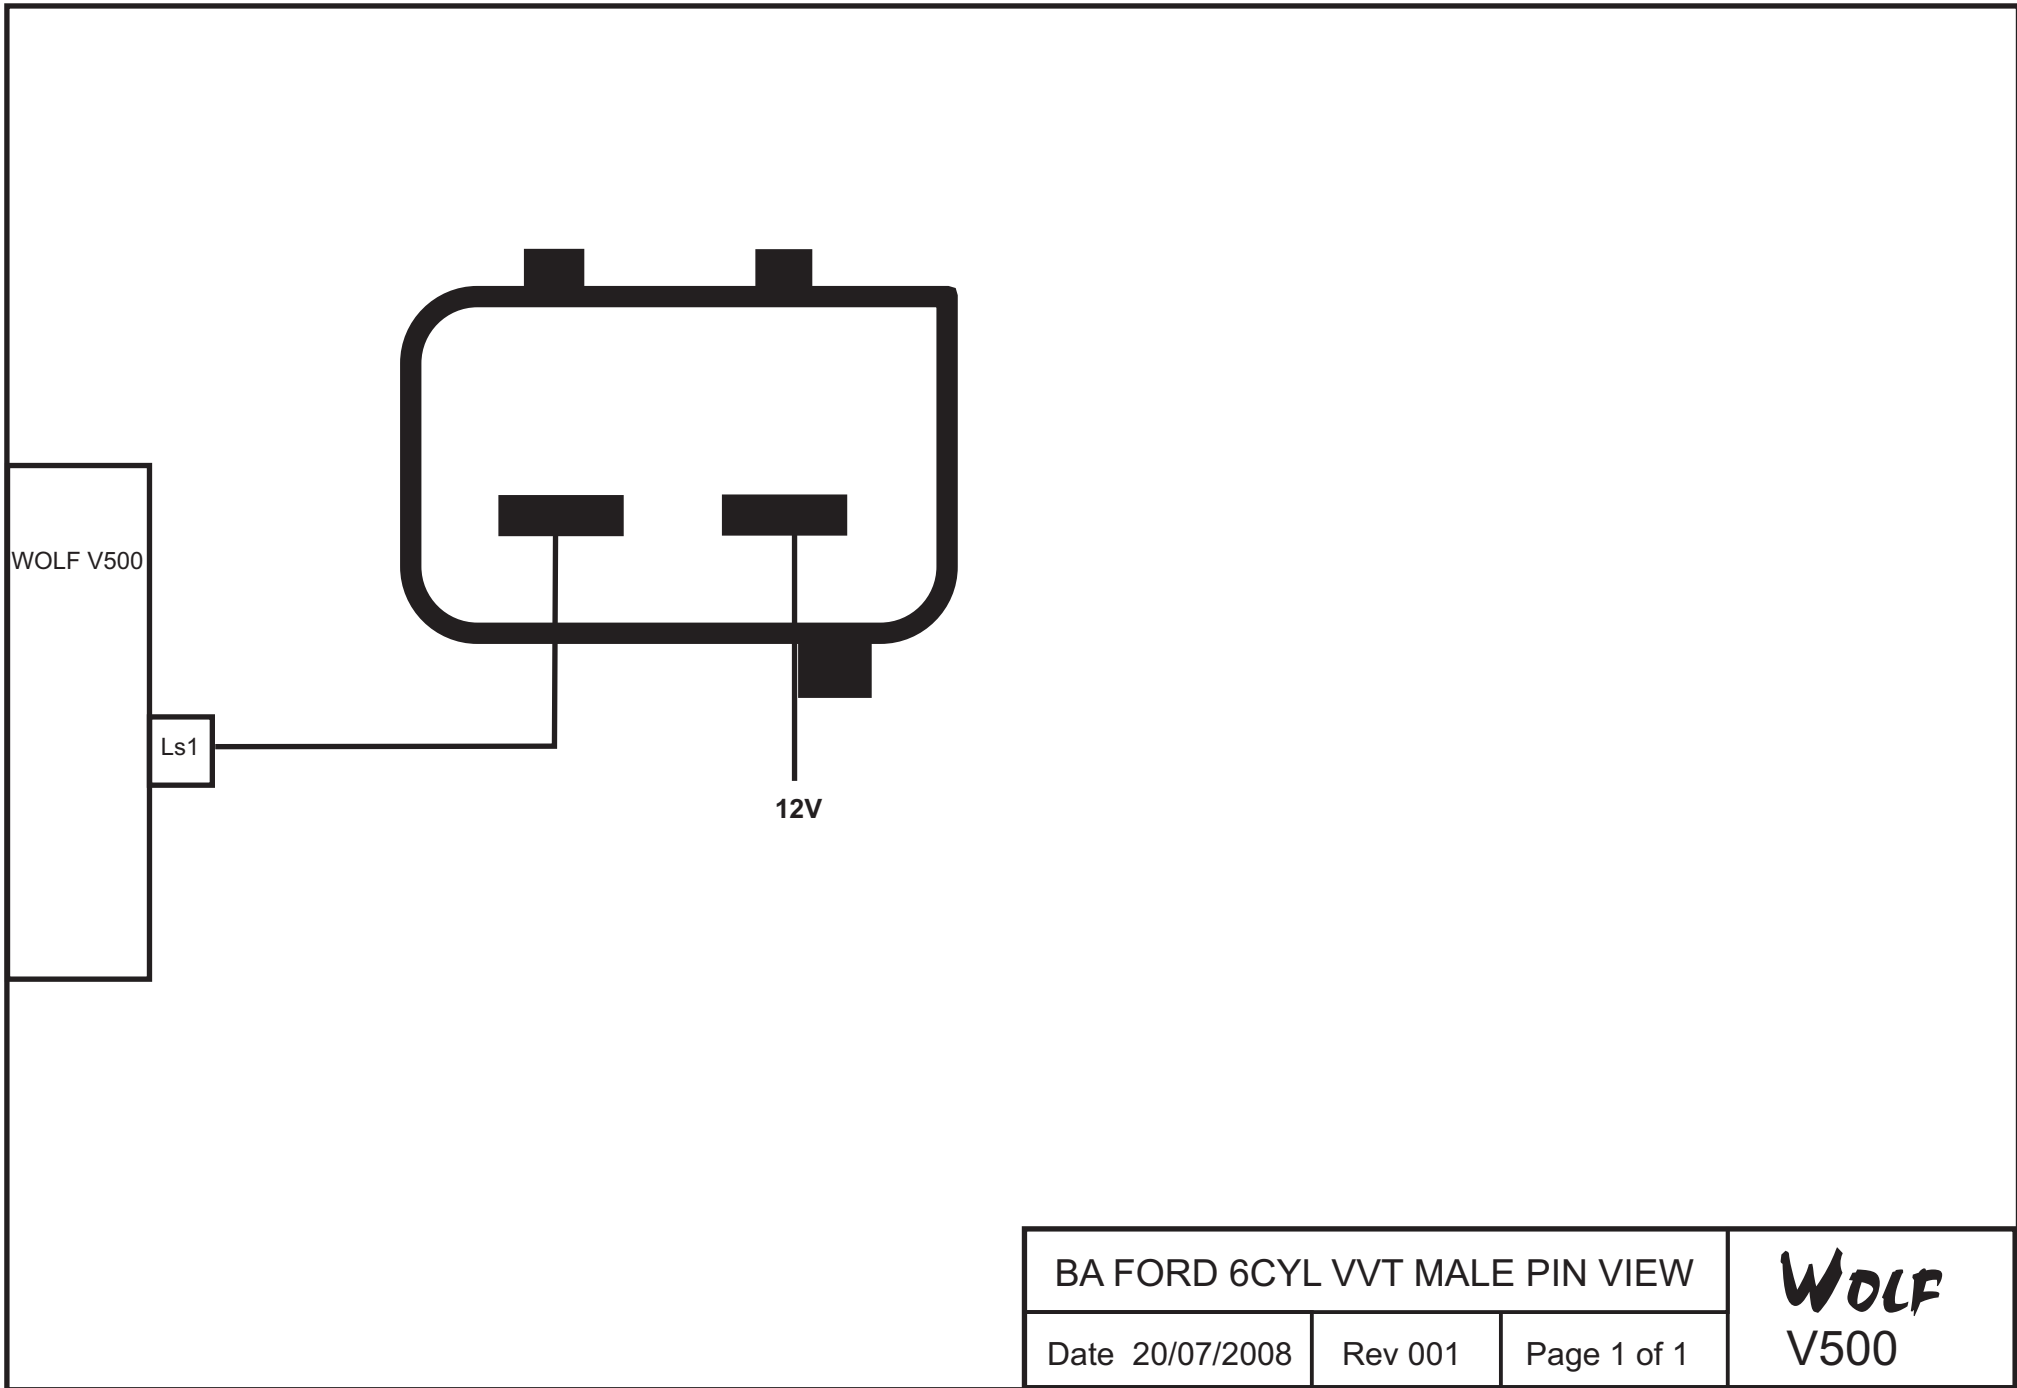 WOLF V500
Ls1
12V
BA FORD 6CYL VVT MALE PIN VIEW
Date 20/07/2008
Rev 001
Page 1 of 1
WOLF
V500